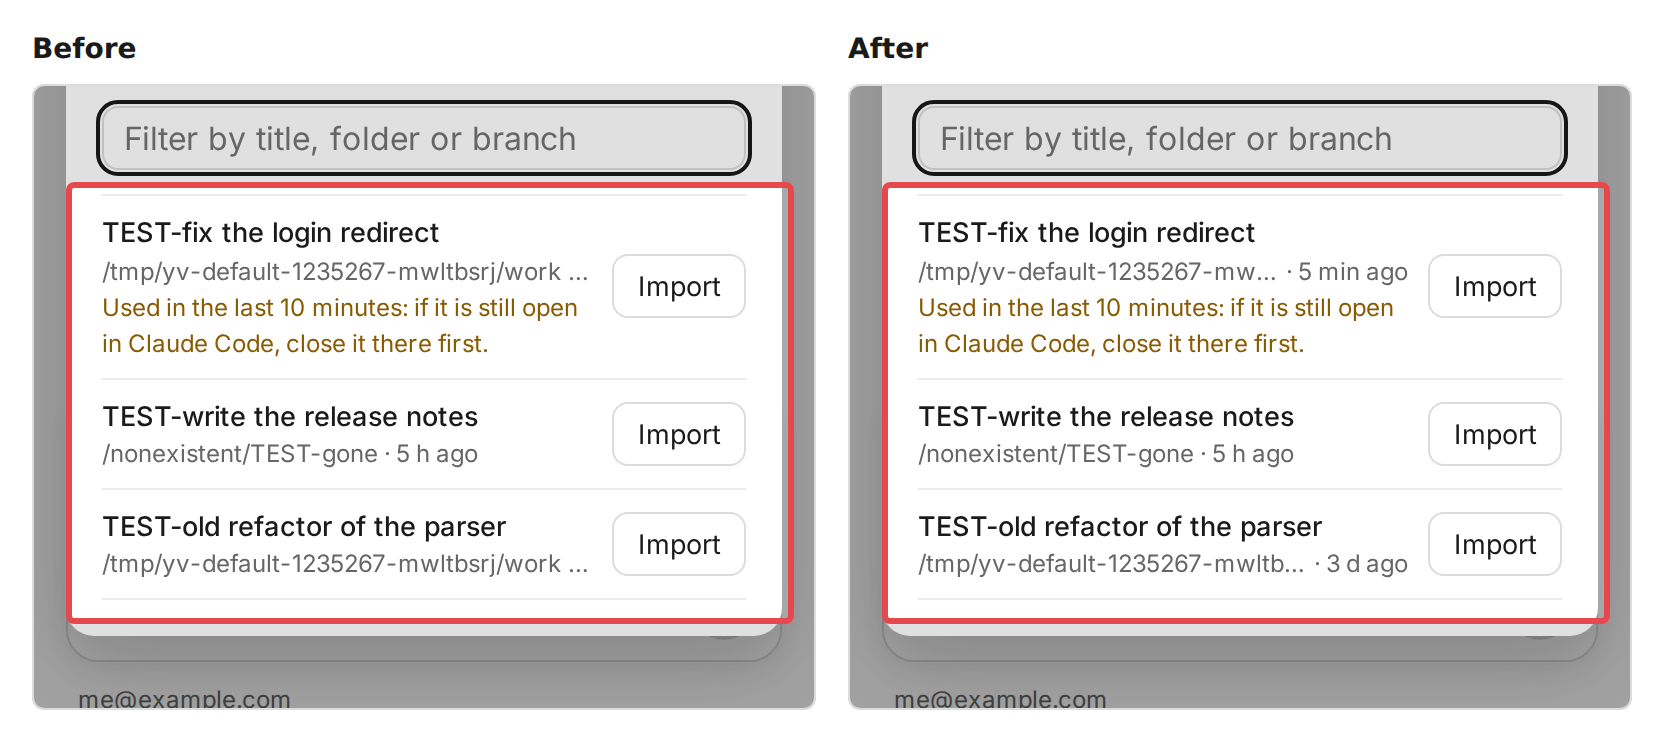 Before
Filter by title, folder or branch
TEST-fix the login redirect
/tmp/yv-default-1235267-mwltbsrj/work ...
Import
Used in the last 10 minutes: if it is still open
in Claude Code, close it there first.
TEST-write the release notes
/nonexistent/TEST-gone · 5 h ago
Import
TEST-old refactor of the parser
/tmp/yv-default-1235267-mwltbsrj/work ...
Import
me@example.com
After
Filter by title, folder or branch
TEST-fix the login redirect
/tmp/yv-default-1235267-mw... · 5 min ago
Import
Used in the last 10 minutes: if it is still open
in Claude Code, close it there first.
TEST-write the release notes
/nonexistent/TEST-gone · 5 h ago
Import
TEST-old refactor of the parser
/tmp/yv-default-1235267-mwltb... · 3 d ago
Import
me@example.com